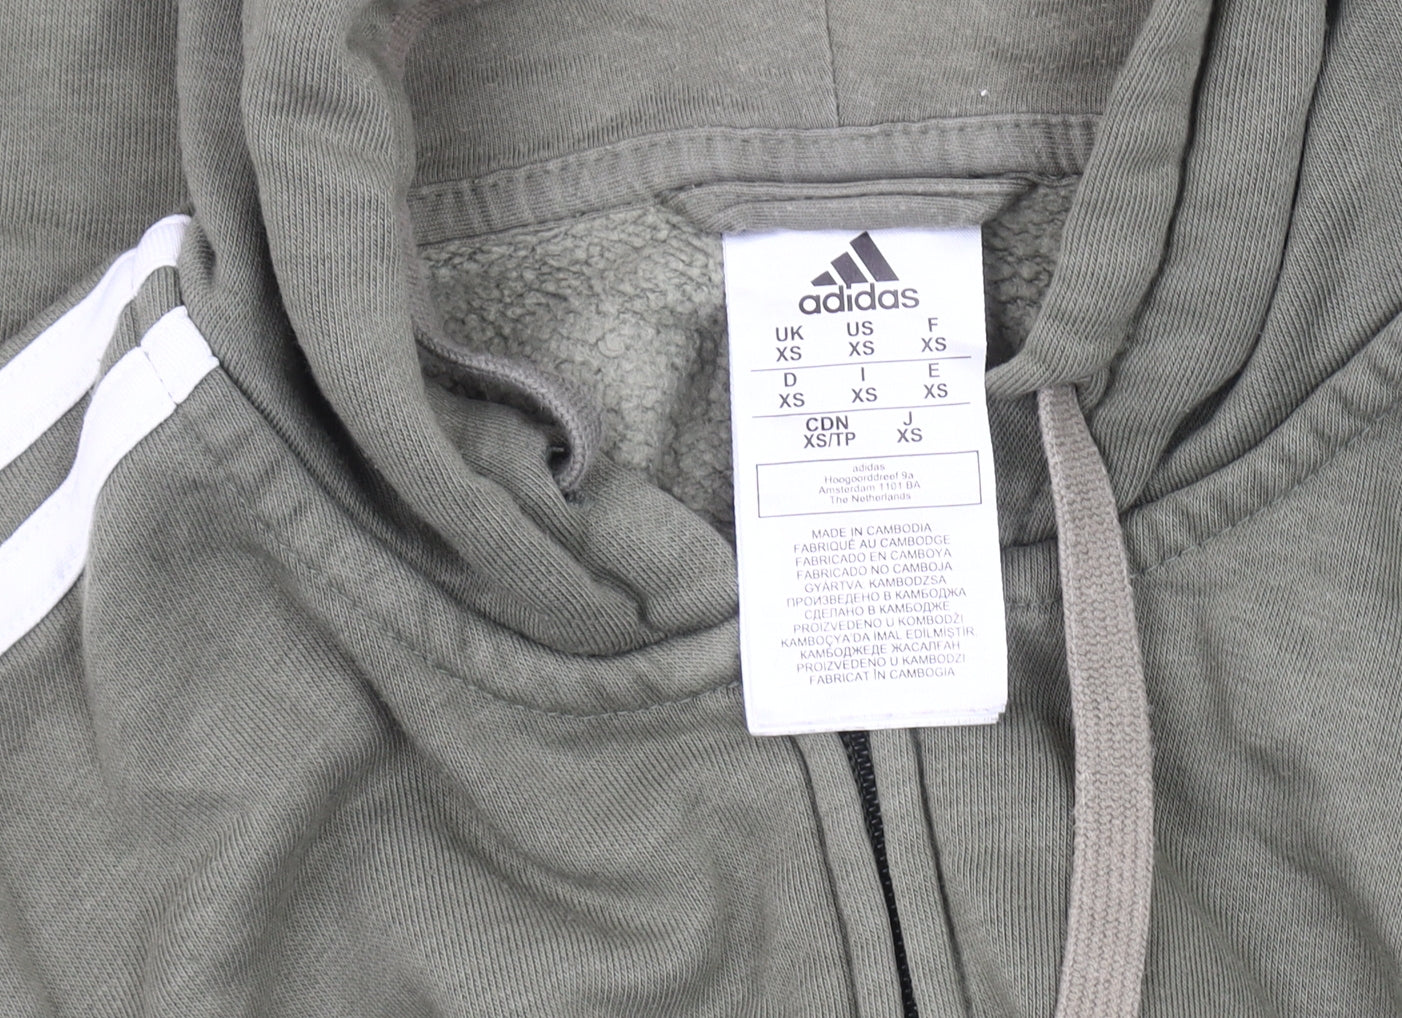 adidas
UK US F
XS XS XS
D I E
XS XS XS
CDN J
XS/TP XS
adidas
Hoogoorddreef 9a
Amsterdam 1101 BA
The Netherlands
MADE IN CAMBODIA
FABRIQUÉ AU CAMBODGE
FABRICADO EN CAMBOYA
FABRICADO NO CAMBOJA
GYÁRTVA: KAMBODZSA
ПРОИЗВЕДЕНО В КАМБОДЖА
СДЕЛАНО В КАМБОДЖЕ
PROIZVEDENO U KOMBODŽI
KAMBOÇYA'DA İMAL EDİLMİŞTİR.
КАМБОДЖЕДЕ ЖАСАЛҒАН
PROIZVEDENO U KAMBODŽI
FABRICAT ÎN CAMBOGIA